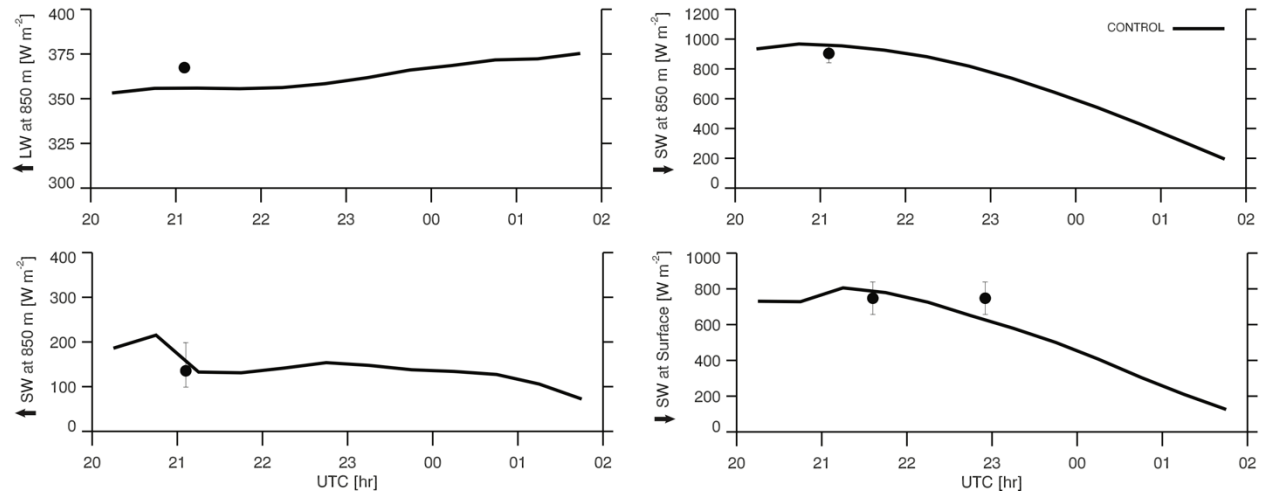 400
375
350
325
300
↑ LW at 850 m [W m-2]
20 21 22 23 00 01 02
CONTROL
1200
1000
800
600
400
200
0
↓ SW at 850 m [W m-2]
20 21 22 23 00 01 02
400
300
200
100
0
↑ SW at 850 m [W m-2]
20 21 22 23 00 01 02
UTC [hr]
1000
800
600
400
200
0
↓ SW at Surface [W m-2]
20 21 22 23 00 01 02
UTC [hr]